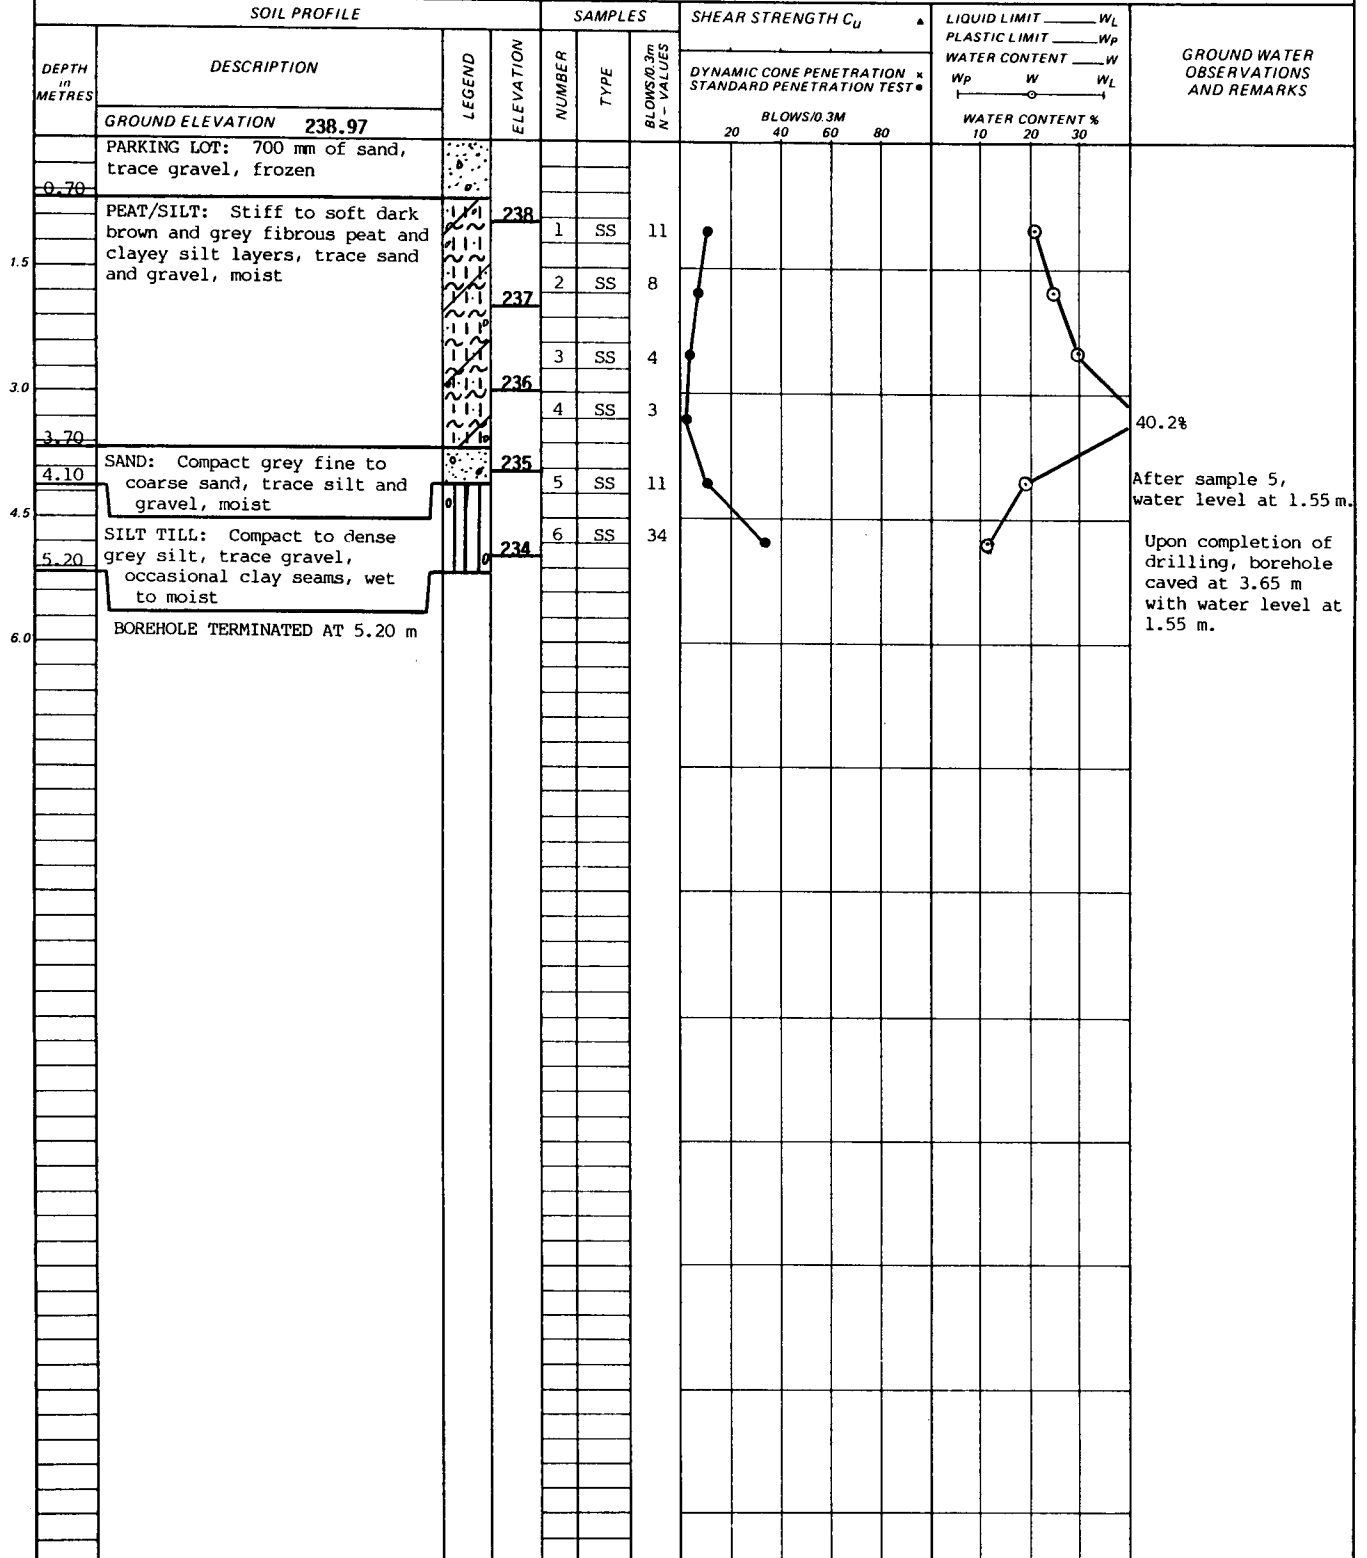 SOIL PROFILE
SAMPLES
DEPTH in METRES
DESCRIPTION
LEGEND
ELEVATION
NUMBER
TYPE
BLOWS/0.3m N - VALUES
SHEAR STRENGTH Cu ▲
DYNAMIC CONE PENETRATION ×
STANDARD PENETRATION TEST ●
BLOWS/0.3M
20 40 60 80
LIQUID LIMIT ____ WL
PLASTIC LIMIT ____ WP
WATER CONTENT ____ W
WP W WL
WATER CONTENT %
10 20 30
GROUND WATER
OBSERVATIONS
AND REMARKS
GROUND ELEVATION 238.97
PARKING LOT: 700 mm of sand,
trace gravel, frozen
0.70
PEAT/SILT: Stiff to soft dark
brown and grey fibrous peat and
clayey silt layers, trace sand
and gravel, moist
238
1 SS 11
1.5
2 SS 8
237
3 SS 4
3.0
236
4 SS 3
40.2%
3.70
SAND: Compact grey fine to
coarse sand, trace silt and
gravel, moist
235
4.10
5 SS 11
After sample 5,
water level at 1.55 m.
4.5
SILT TILL: Compact to dense
grey silt, trace gravel,
occasional clay seams, wet
to moist
6 SS 34
234
5.20
Upon completion of
drilling, borehole
caved at 3.65 m
with water level at
1.55 m.
6.0
BOREHOLE TERMINATED AT 5.20 m